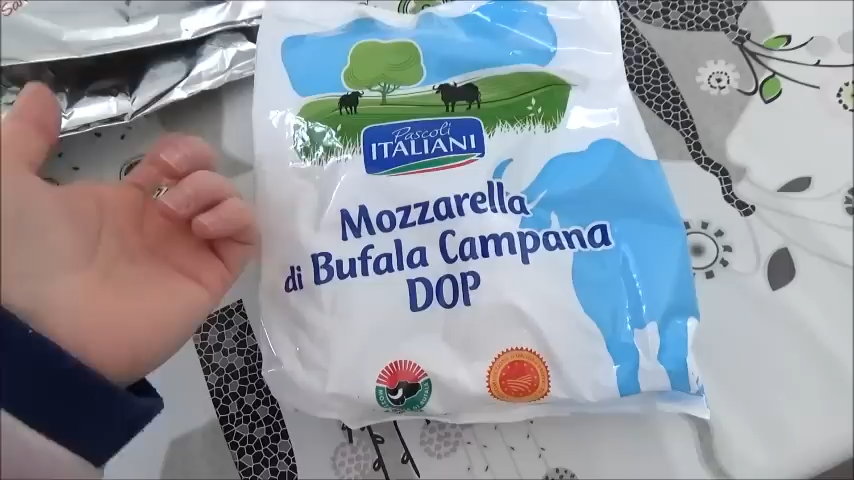 Pascoli
ITALIANI
Mozzarella
di Bufala Campana
DOP